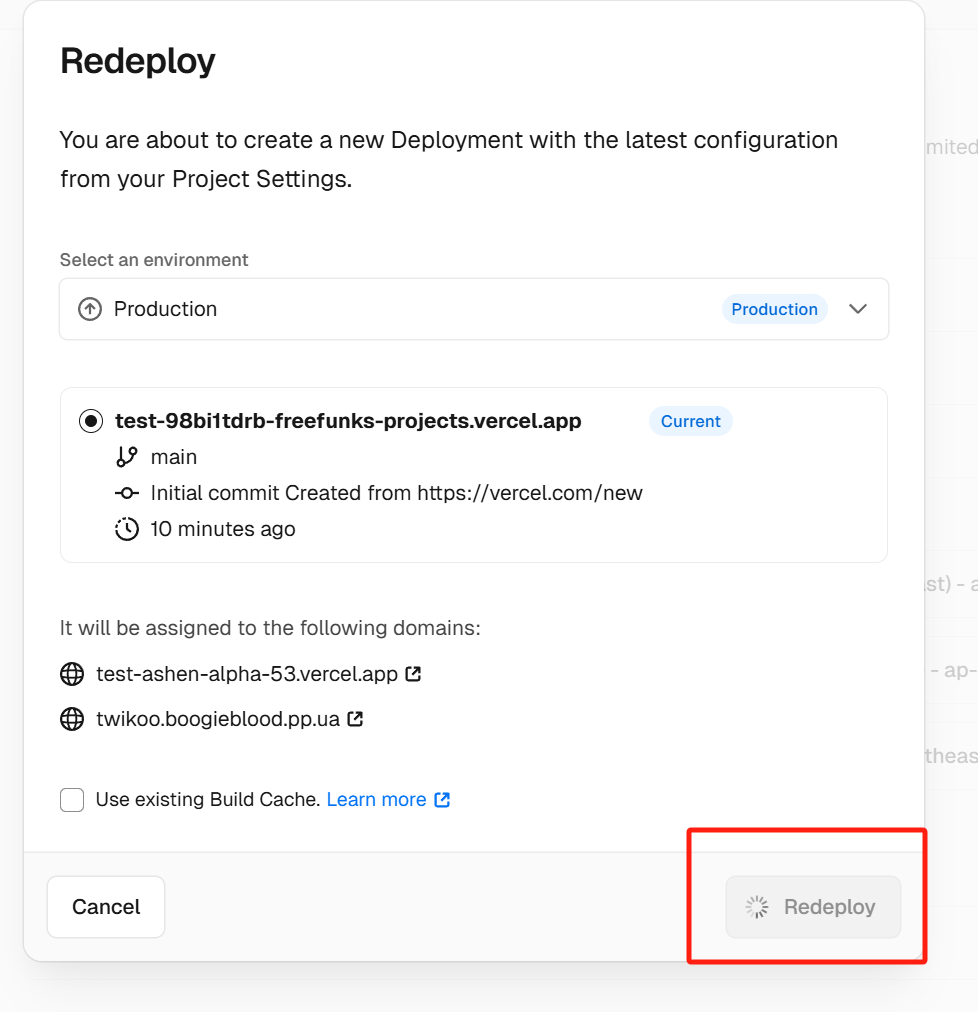 Redeploy
You are about to create a new Deployment with the latest configuration
from your Project Settings.
mited
Select an environment
Production Production
test-98bi1tdrb-freefunks-projects.vercel.app Current
main
Initial commit Created from https://vercel.com/new
10 minutes ago
ast) - a
It will be assigned to the following domains:
test-ashen-alpha-53.vercel.app
- ap-
twikoo.boogieblood.pp.ua
theas
Use existing Build Cache. Learn more
Cancel Redeploy